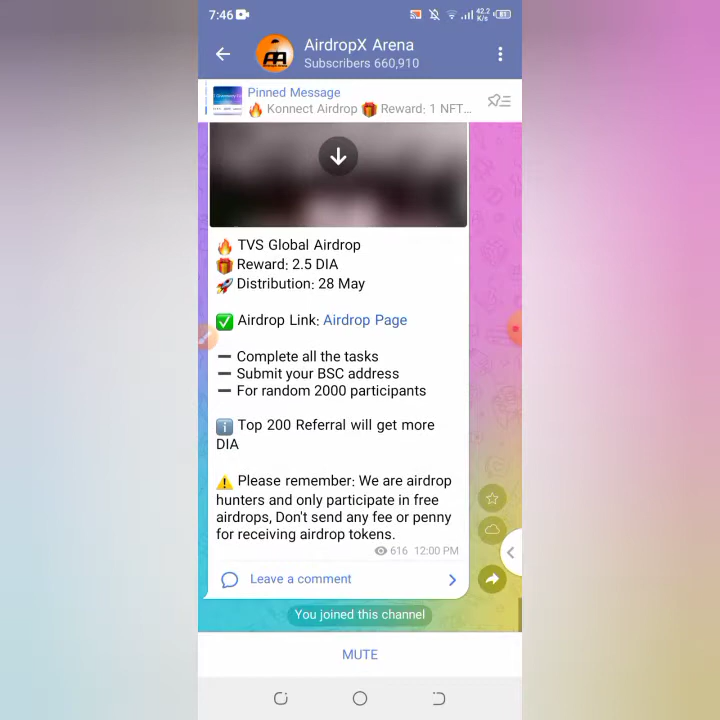 7:46
42.2
K/s
81
AirdropX Arena
Subscribers 660,910
Pinned Message
🔥 Konnect Airdrop 🎁 Reward: 1 NFT...
🔥 TVS Global Airdrop
🎁 Reward: 2.5 DIA
🚀 Distribution: 28 May
✅ Airdrop Link: Airdrop Page
➖ Complete all the tasks
➖ Submit your BSC address
➖ For random 2000 participants
ℹ️ Top 200 Referral will get more
DIA
⚠️ Please remember: We are airdrop
hunters and only participate in free
airdrops, Don't send any fee or penny
for receiving airdrop tokens.
616 12:00 PM
Leave a comment
You joined this channel
MUTE